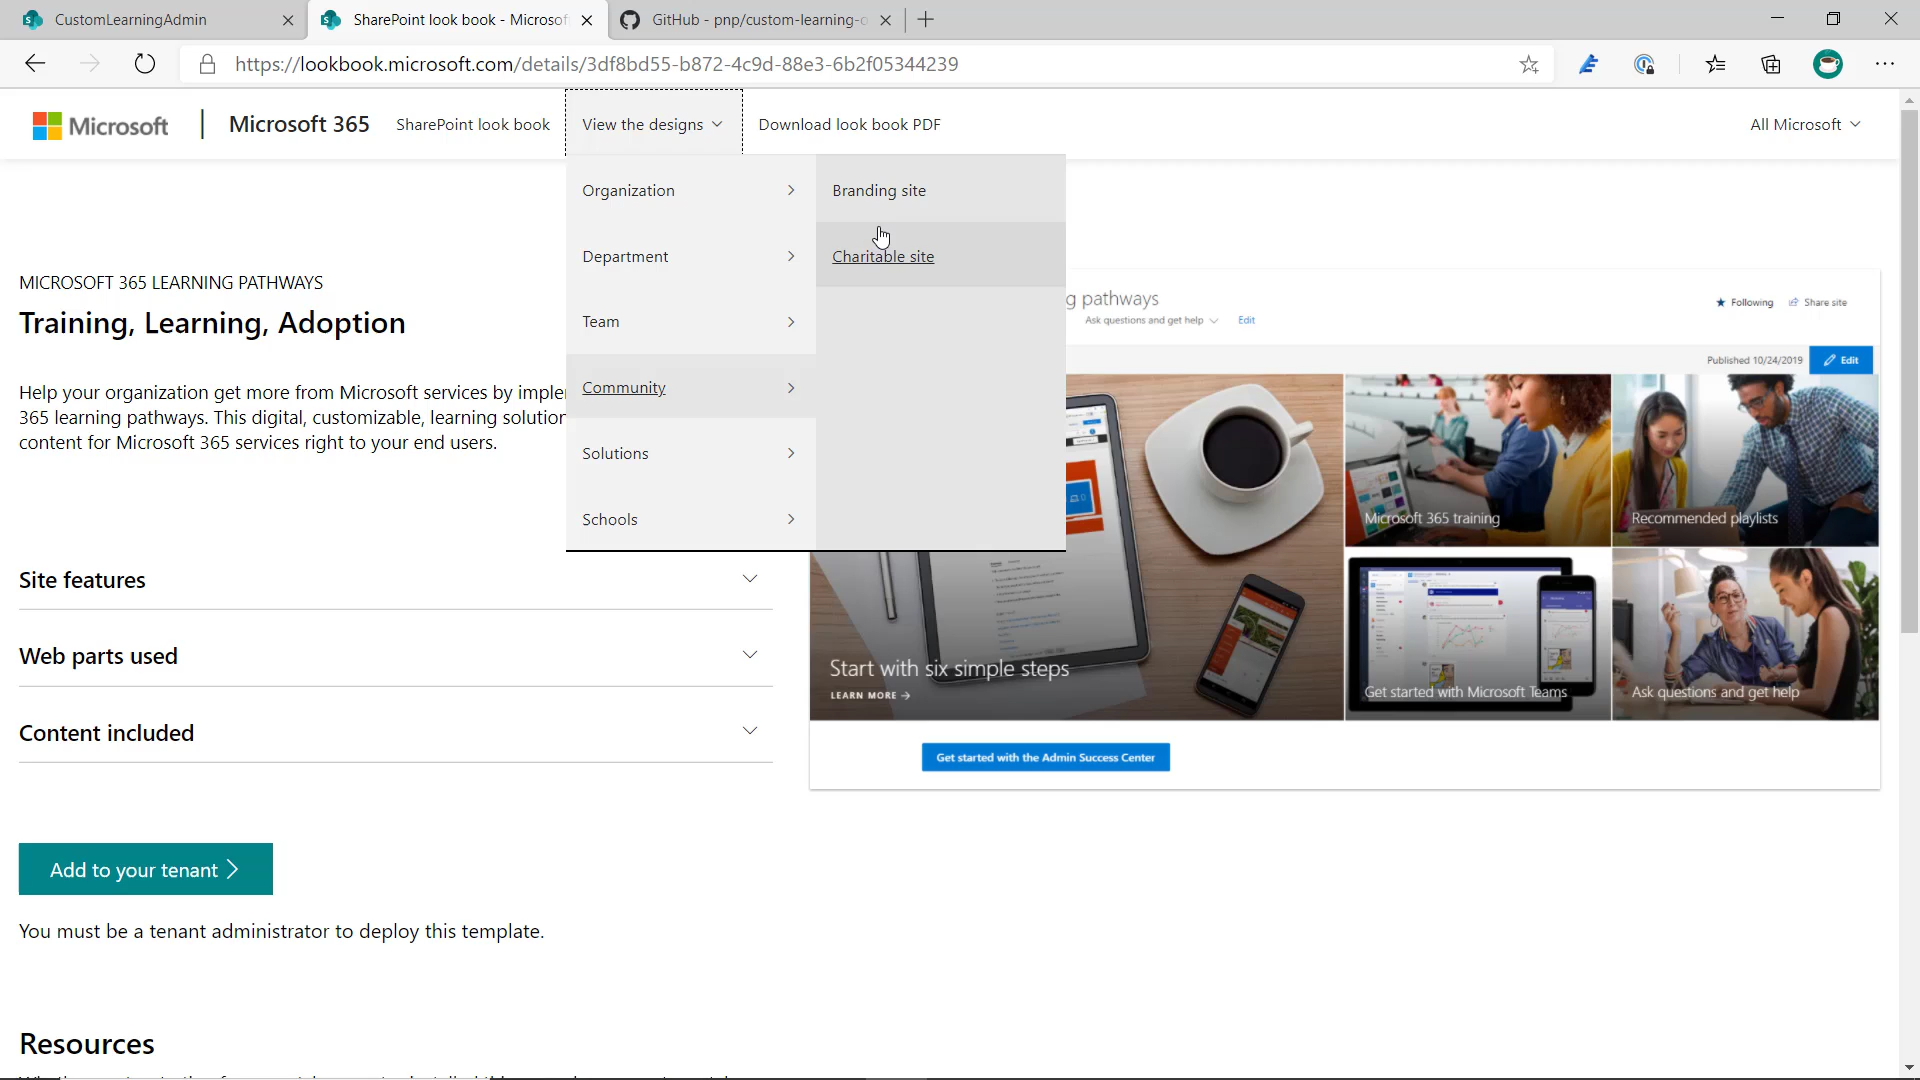 CustomLearningAdmin
SharePoint look book - Microsof
GitHub - pnp/custom-learning-o
https://lookbook.microsoft.com/details/3df8bd55-b872-4c9d-88e3-6b2f05344239
Microsoft
Microsoft 365
SharePoint look book
View the designs
Download look book PDF
All Microsoft
Organization
Department
Team
Community
Solutions
Schools
Branding site
Charitable site
MICROSOFT 365 LEARNING PATHWAYS
Training, Learning, Adoption
Help your organization get more from Microsoft services by imple
365 learning pathways. This digital, customizable, learning solution
content for Microsoft 365 services right to your end users.
Site features
Web parts used
Content included
Add to your tenant
You must be a tenant administrator to deploy this template.
Resources
g pathways
Following
Share site
Ask questions and get help
Edit
Published 10/24/2019
Edit
Start with six simple steps
LEARN MORE
Microsoft 365 training
Recommended playlists
Get started with Microsoft Teams
Ask questions and get help
Get started with the Admin Success Center